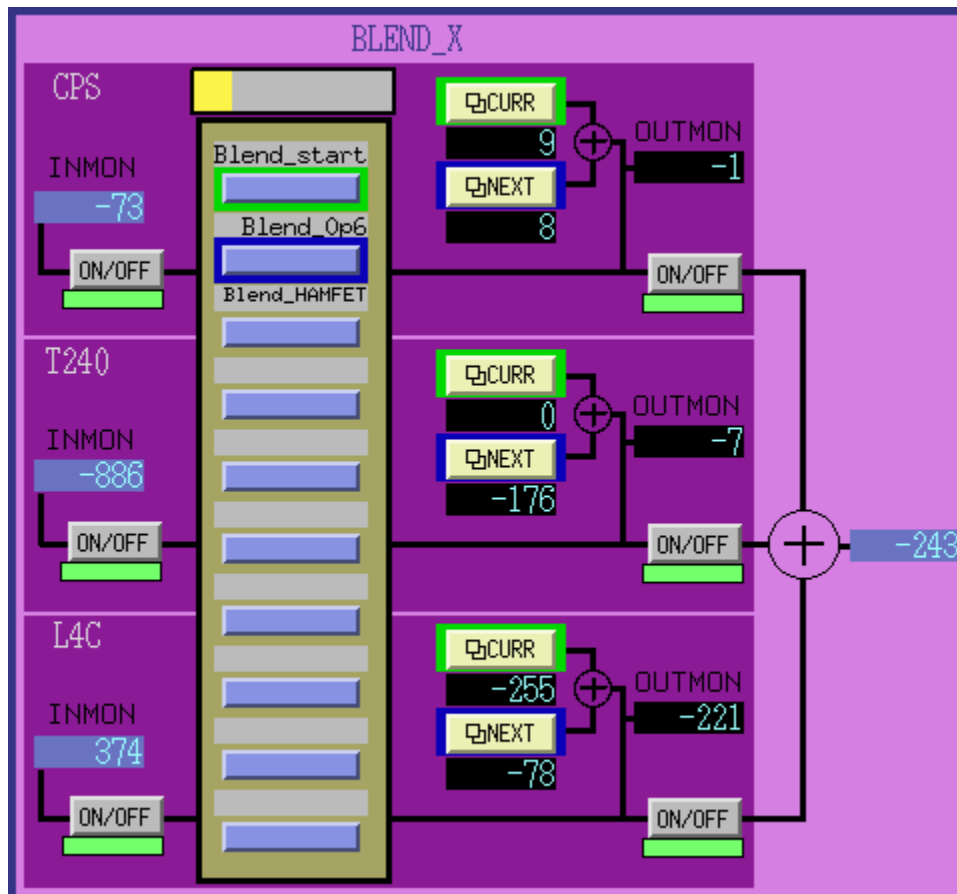 BLEND_X
CPS
CURR
9
OUTMON
-1
NEXT
8
INMON
-73
ON/OFF
Blend_start
Blend_Op6
Blend_HAMFET
ON/OFF
T240
CURR
0
OUTMON
-7
NEXT
-176
INMON
-886
ON/OFF
ON/OFF
-243
L4C
CURR
-255
OUTMON
-221
NEXT
-78
INMON
374
ON/OFF
ON/OFF